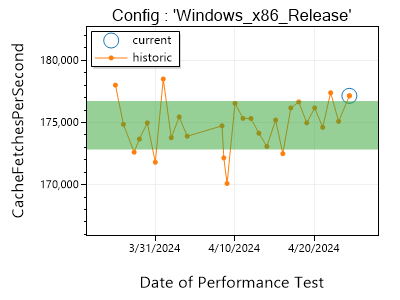 Config : 'Windows_x86_Release'
current
historic
CacheFetchesPerSecond
180,000
175,000
170,000
3/31/2024
4/10/2024
4/20/2024
Date of Performance Test